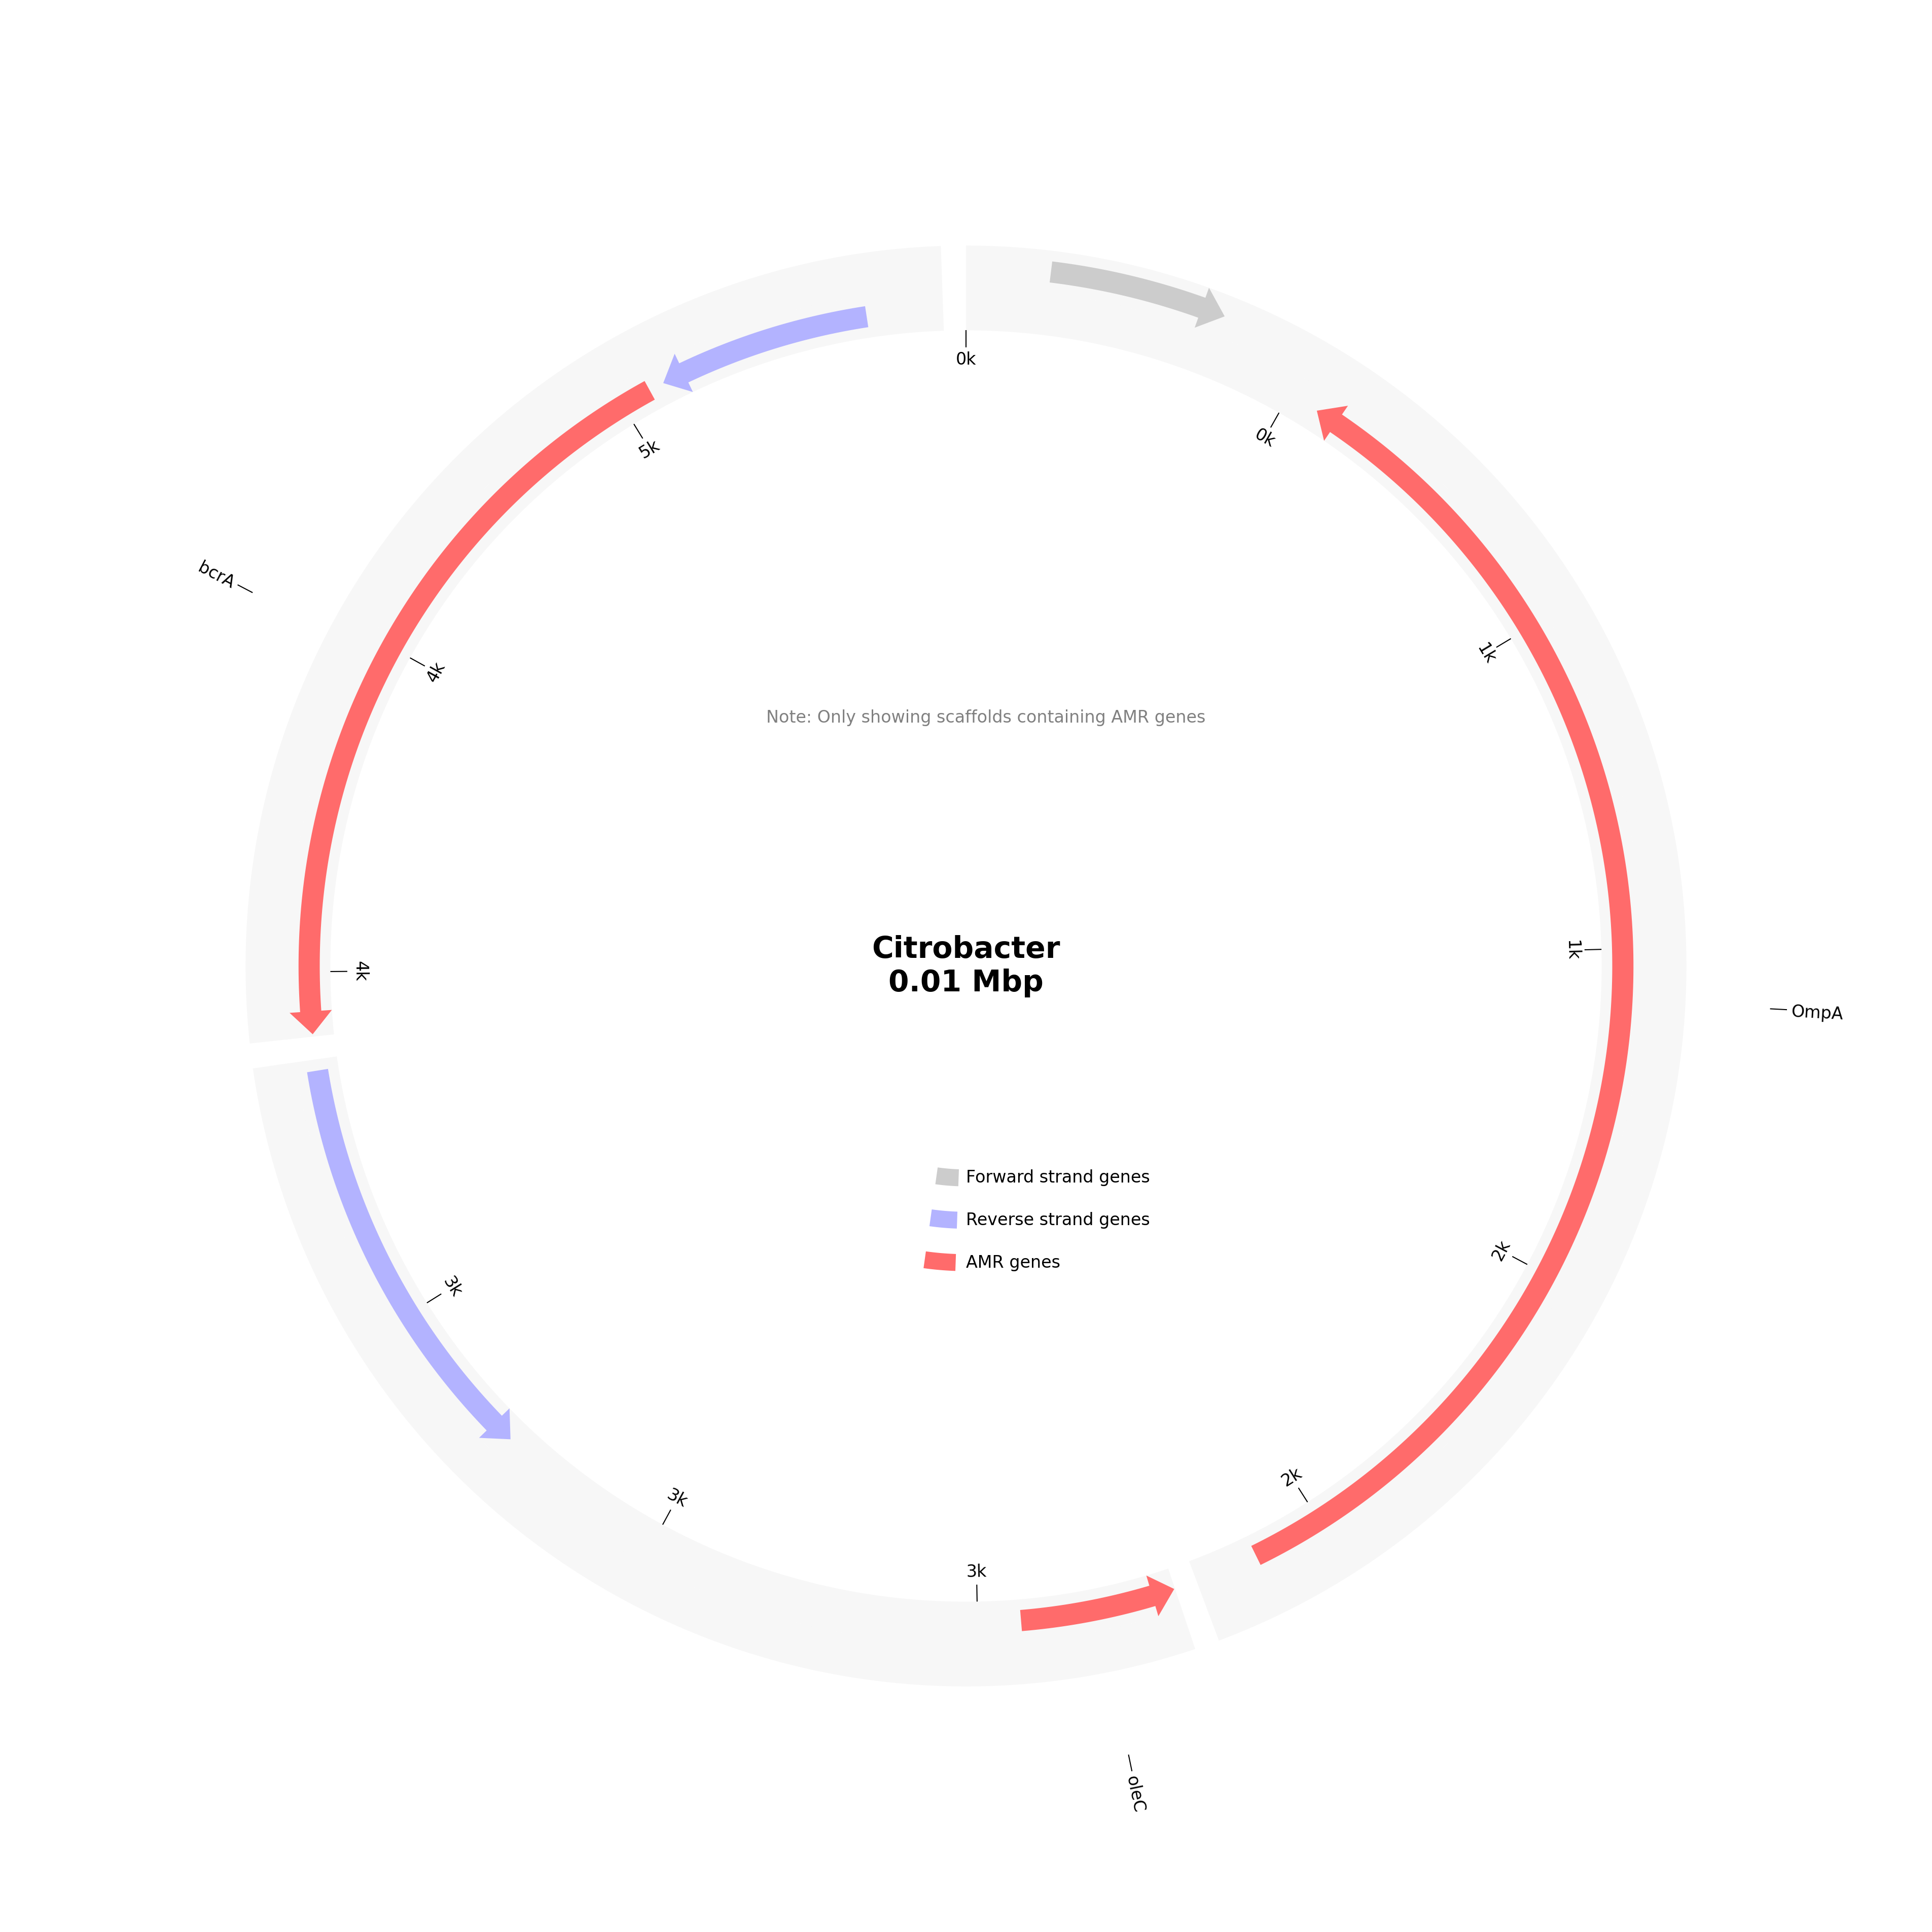 0k
0k
1k
1k
OmpA
2k
2k
3k
oleC
3k
3k
4k
4k
bcrA
5k
Note: Only showing scaffolds containing AMR genes
Citrobacter
0.01 Mbp
Forward strand genes
Reverse strand genes
AMR genes